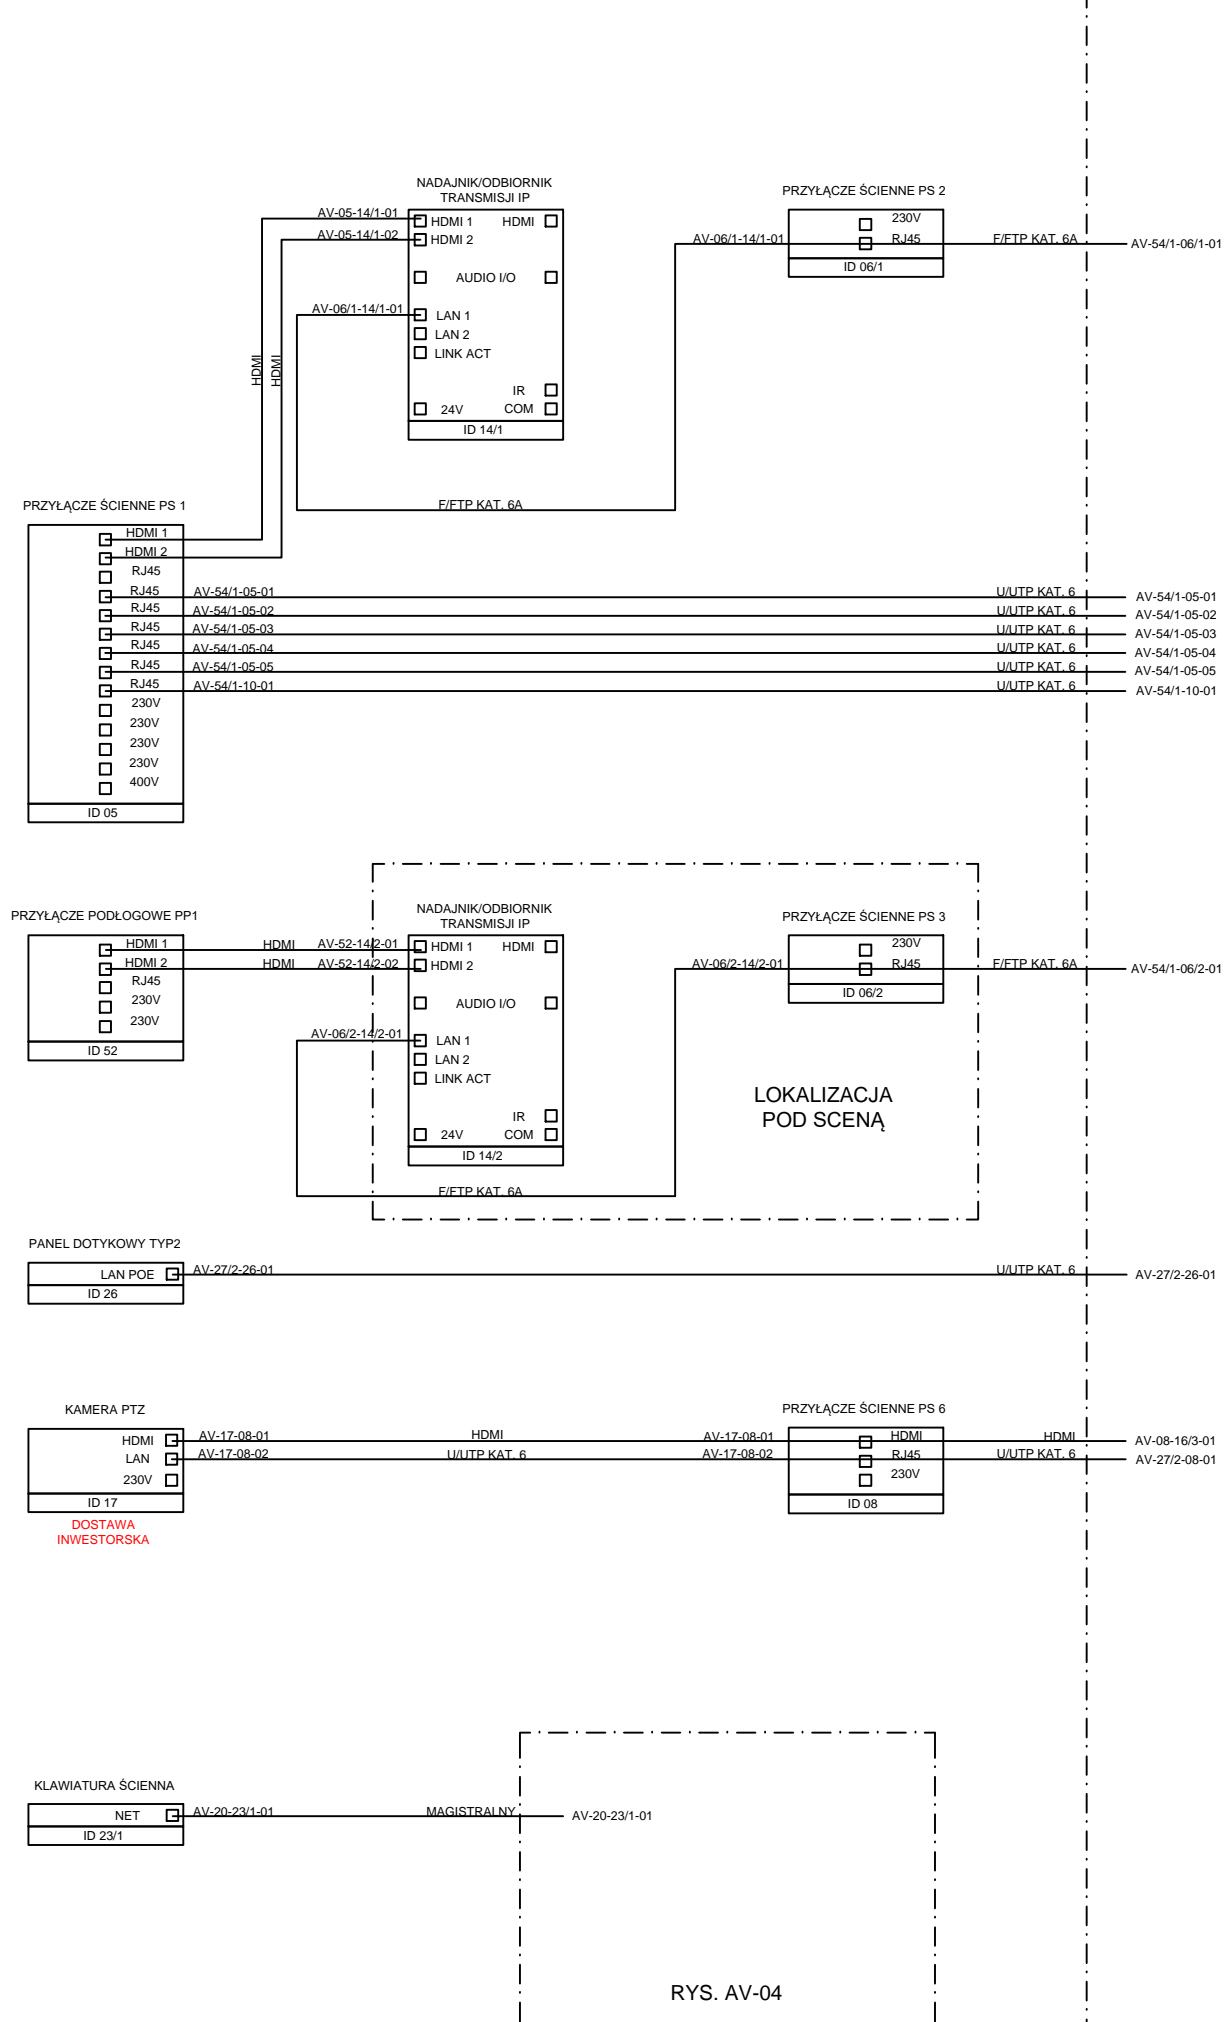 NADAJNIK/ODBIORNIK
TRANSMISJI IP
AV-05-14/1-01
AV-05-14/1-02
HDMI 1
HDMI
HDMI 2
AUDIO I/O
AV-06/1-14/1-01
LAN 1
LAN 2
LINK ACT
IR
24V
COM
ID 14/1
HDMI
HDMI
F/FTP KAT. 6A
PRZYŁĄCZE ŚCIENNE PS 2
230V
AV-06/1-14/1-01
RJ45
F/FTP KAT. 6A
AV-54/1-06/1-01
ID 06/1
PRZYŁĄCZE ŚCIENNE PS 1
HDMI 1
HDMI 2
RJ45
RJ45
AV-54/1-05-01
U/UTP KAT. 6
AV-54/1-05-01
RJ45
AV-54/1-05-02
U/UTP KAT. 6
AV-54/1-05-02
RJ45
AV-54/1-05-03
U/UTP KAT. 6
AV-54/1-05-03
RJ45
AV-54/1-05-04
U/UTP KAT. 6
AV-54/1-05-04
RJ45
AV-54/1-05-05
U/UTP KAT. 6
AV-54/1-05-05
RJ45
AV-54/1-10-01
U/UTP KAT. 6
AV-54/1-10-01
230V
230V
230V
230V
400V
ID 05
PRZYŁĄCZE PODŁOGOWE PP1
HDMI 1
HDMI
AV-52-14/2-01
HDMI 2
HDMI
AV-52-14/2-02
RJ45
230V
230V
ID 52
NADAJNIK/ODBIORNIK
TRANSMISJI IP
HDMI 1
HDMI
HDMI 2
AUDIO I/O
AV-06/2-14/2-01
LAN 1
LAN 2
LINK ACT
IR
24V
COM
ID 14/2
F/FTP KAT. 6A
PRZYŁĄCZE ŚCIENNE PS 3
230V
AV-06/2-14/2-01
RJ45
F/FTP KAT. 6A
AV-54/1-06/2-01
ID 06/2
LOKALIZACJA
POD SCENĄ
PANEL DOTYKOWY TYP2
LAN POE
AV-27/2-26-01
U/UTP KAT. 6
AV-27/2-26-01
ID 26
KAMERA PTZ
HDMI
AV-17-08-01
HDMI
AV-17-08-01
LAN
AV-17-08-02
U/UTP KAT. 6
AV-17-08-02
230V
ID 17
DOSTAWA
INWESTORSKA
PRZYŁĄCZE ŚCIENNE PS 6
HDMI
HDMI
AV-08-16/3-01
RJ45
U/UTP KAT. 6
AV-27/2-08-01
230V
ID 08
KLAWIATURA ŚCIENNA
NET
AV-20-23/1-01
MAGISTRALNY
AV-20-23/1-01
ID 23/1
RYS. AV-04